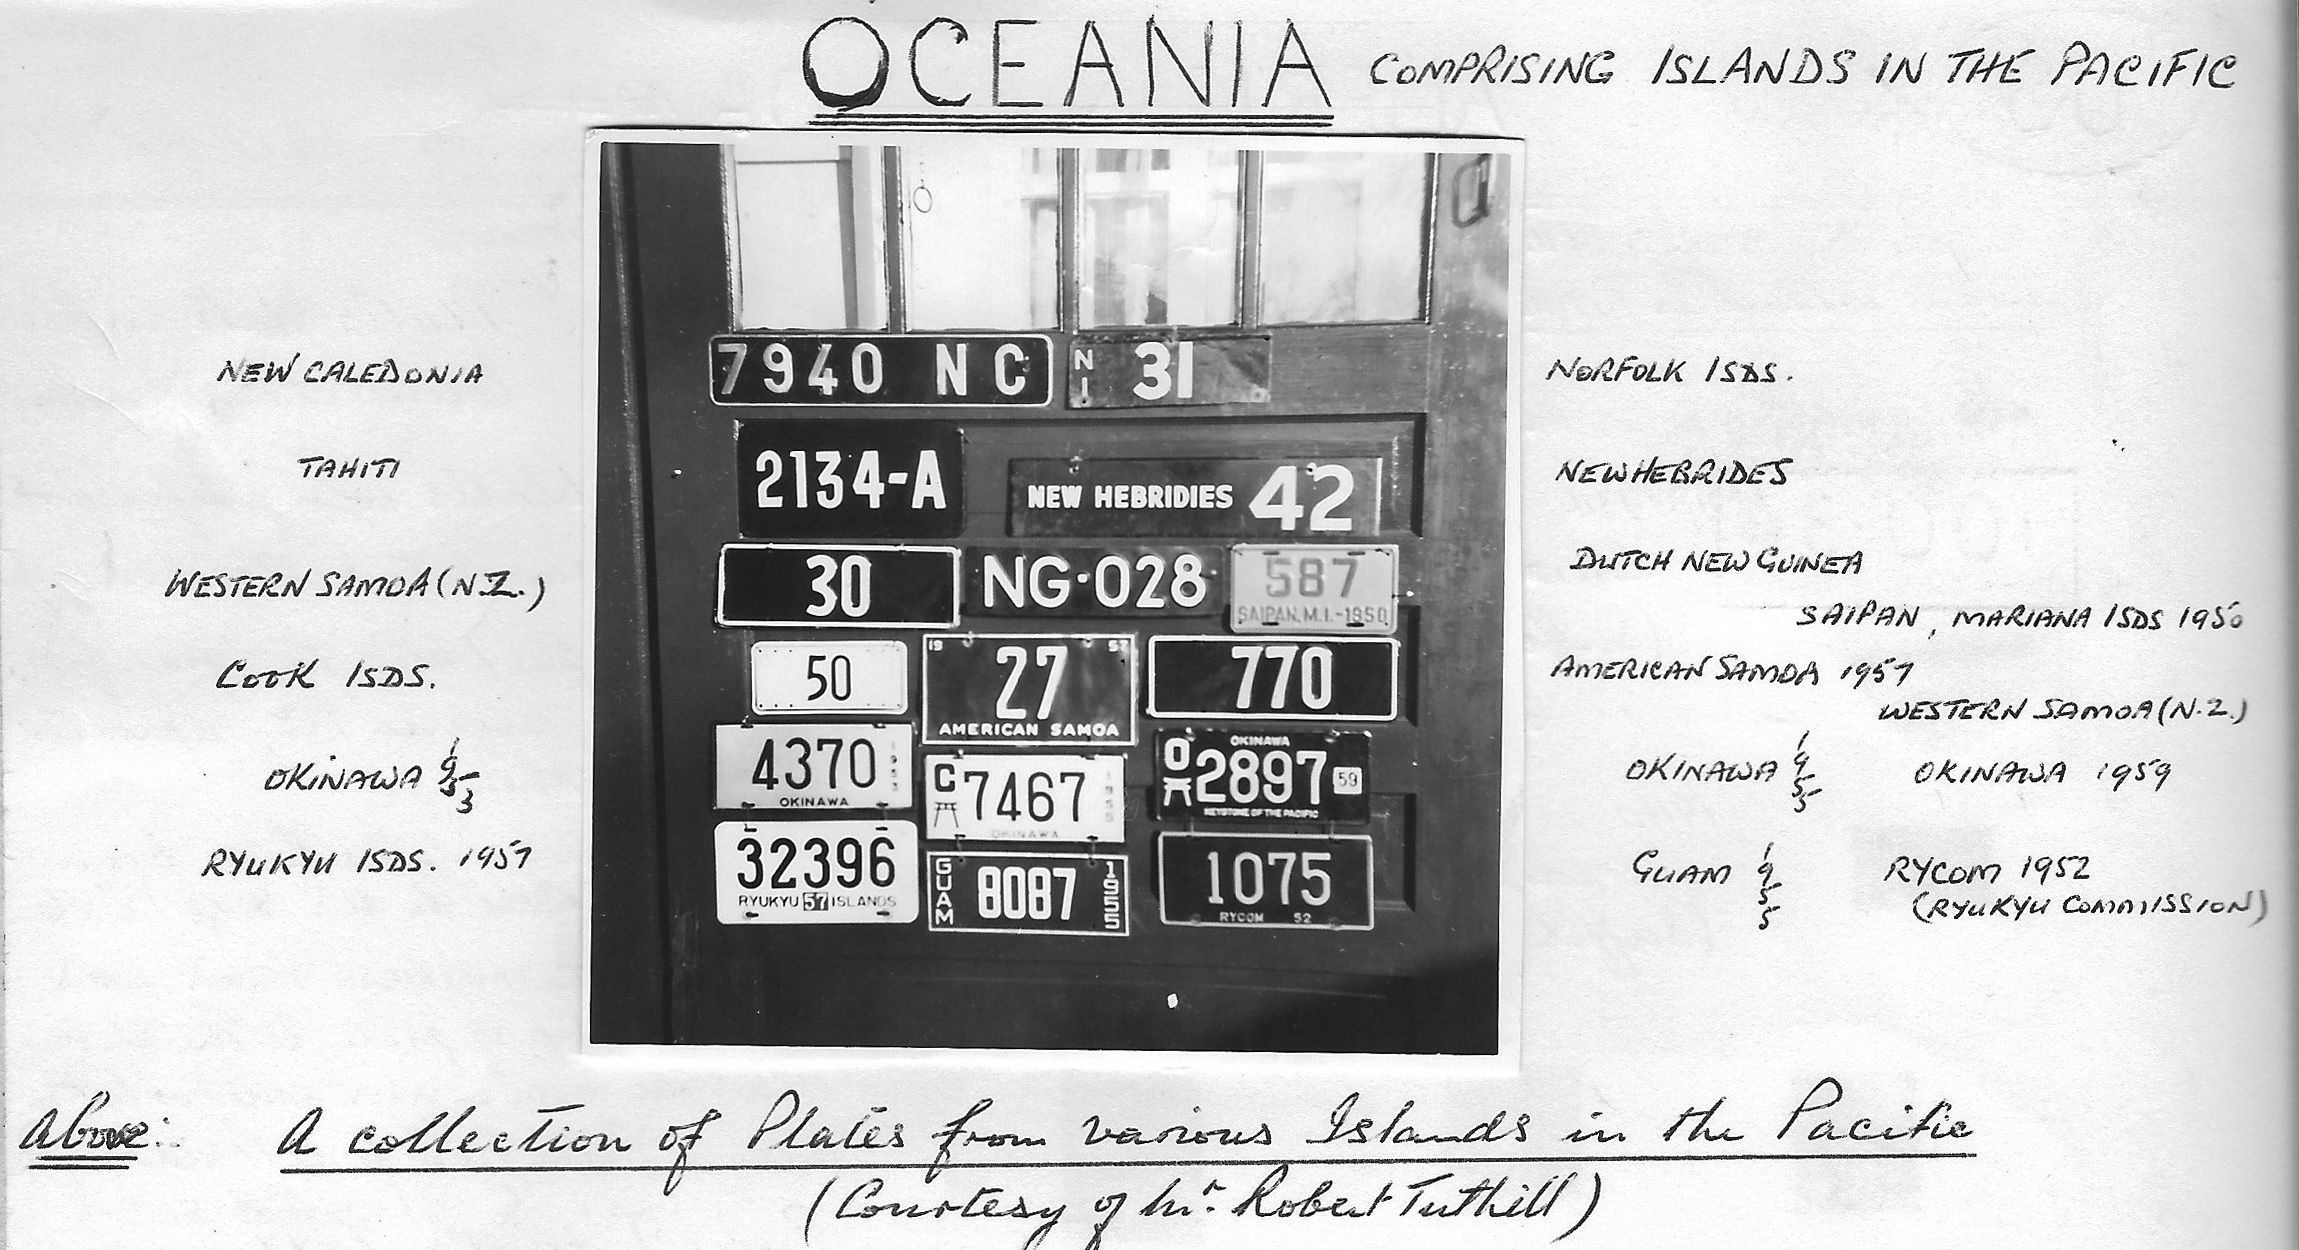 OCEANIA COMPRISING ISLANDS IN THE PACIFIC
NEW CALEDONIA
7940 NC
NI 31
NORFOLK ISDS.
TAHITI
2134-A
NEW HEBRIDIES 42
NEW HEBRIDES
WESTERN SAMOA (N.Z.)
30
NG·028
587
SAIPAN, M.I.-1950
DUTCH NEW GUINEA
SAIPAN, MARIANA ISDS 1950
COOK ISDS.
50
19 57
27
AMERICAN SAMOA
770
AMERICAN SAMOA 1957
WESTERN SAMOA (N.Z.)
OKINAWA 1953
4370 1953
OKINAWA
C 7467 1955
OKINAWA
OKINAWA
O 2897 59
KEYSTONE OF THE PACIFIC
OKINAWA 1955
OKINAWA 1959
RYUKYU ISDS. 1957
32396
RYUKYU 57 ISLANDS
GUAM 8087 1955
1075
RYCOM 52
GUAM 1955
RYCOM 1952
(RYUKYU COMMISSION)
Above: A collection of Plates from various Islands in the Pacific
(Courtesy of Mr. Robert Tuthill)